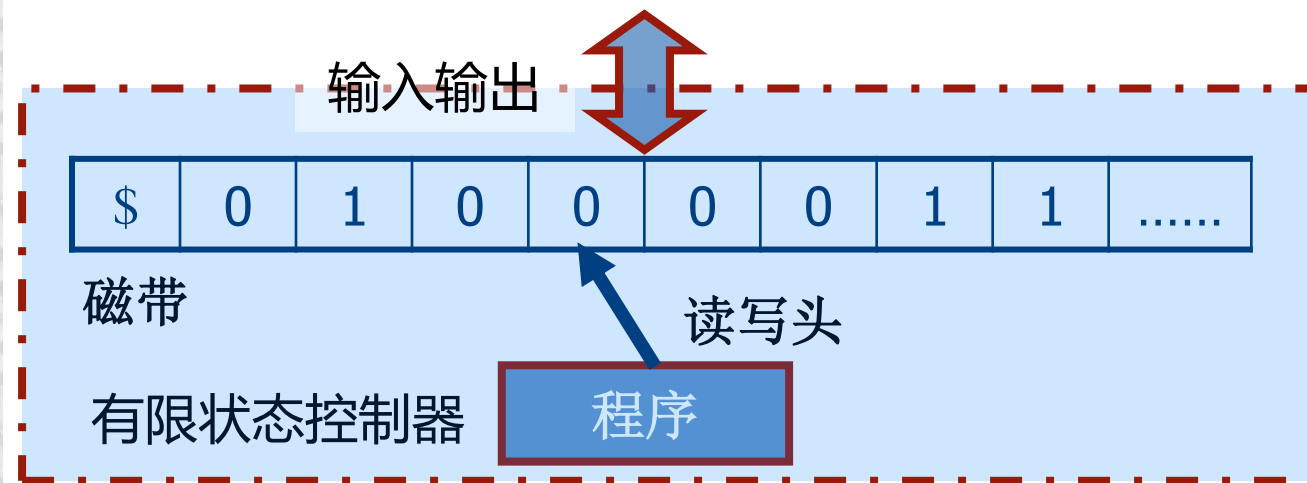 输入输出
$ 0 1 0 0 0 0 1 1 ......
磁带
读写头
有限状态控制器
程序